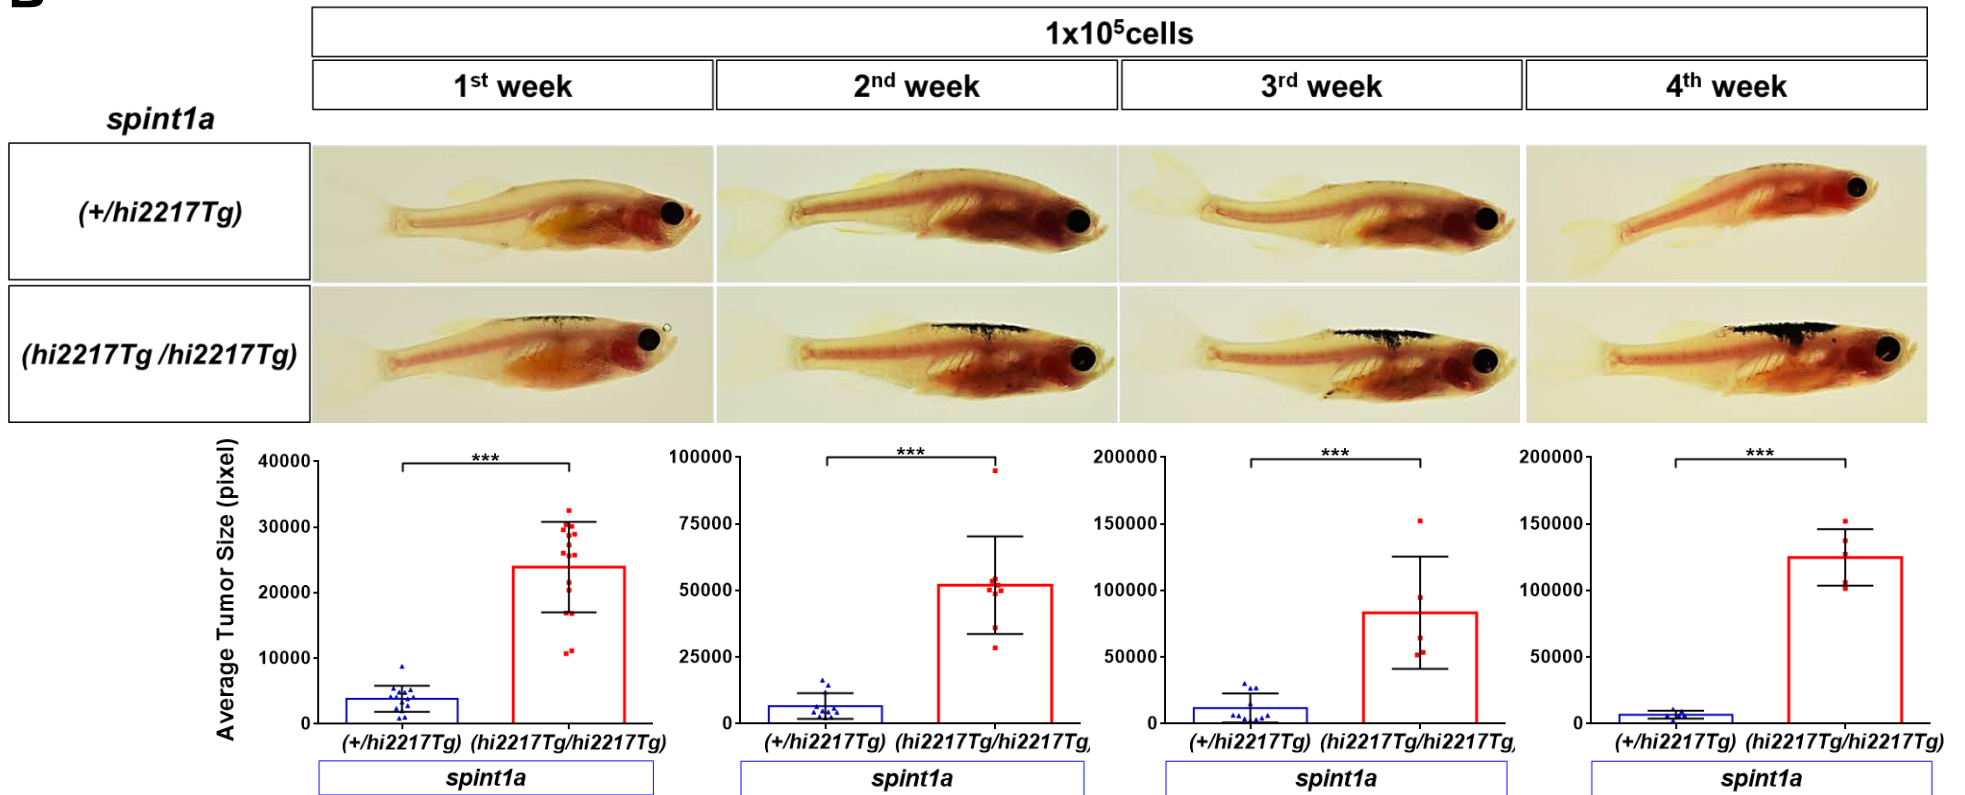 B
1x10⁵cells
1ˢᵗ week 2ⁿᵈ week 3ʳᵈ week 4ᵗʰ week
spint1a
(+/hi2217Tg)
(hi2217Tg /hi2217Tg)
Average Tumor Size (pixel)
40000
30000
20000
10000
0
***
(+/hi2217Tg) (hi2217Tg/hi2217Tg)
spint1a
100000
75000
50000
25000
0
***
(+/hi2217Tg) (hi2217Tg/hi2217Tg)
spint1a
200000
150000
100000
50000
0
***
(+/hi2217Tg) (hi2217Tg/hi2217Tg)
spint1a
200000
150000
100000
50000
0
***
(+/hi2217Tg) (hi2217Tg/hi2217Tg)
spint1a